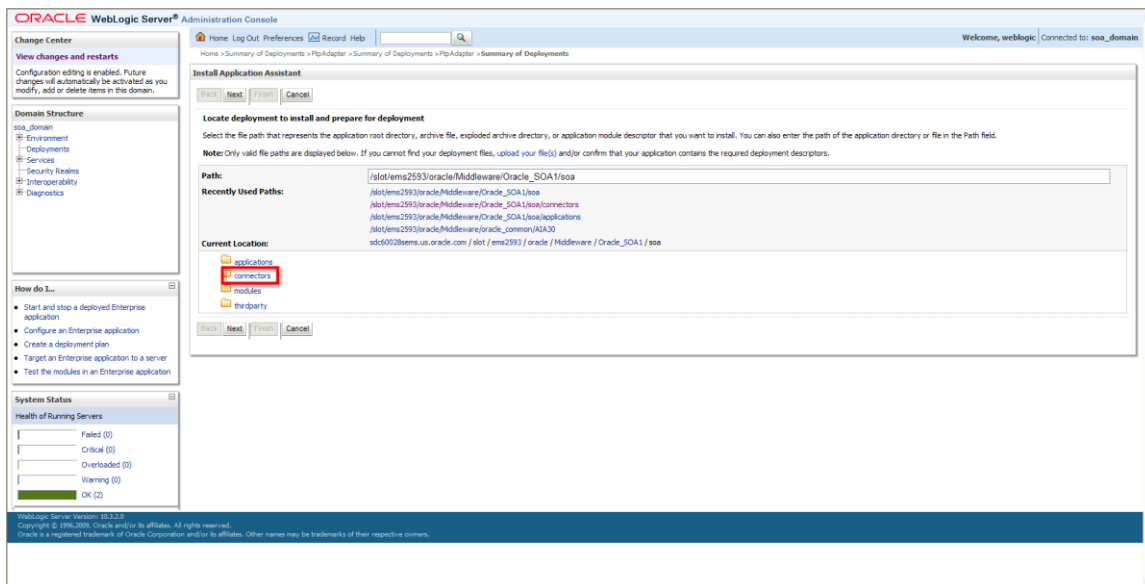 ORACLE WebLogic Server® Administration Console
Change Center
View changes and restarts
Configuration editing is enabled. Future
changes will automatically be activated as you
modify, add or delete items in this domain.
Domain Structure
soa_domain
Environment
Deployments
Services
Security Realms
Interoperability
Diagnostics
How do I...
Start and stop a deployed Enterprise
application
Configure an Enterprise application
Create a deployment plan
Target an Enterprise application to a server
Test the modules in an Enterprise application
System Status
Health of Running Servers
Failed (0)
Critical (0)
Overloaded (0)
Warning (0)
OK (2)
Home Log Out Preferences Record Help
Welcome, weblogic Connected to: soa_domain
Home >Summary of Deployments >FtpAdapter >Summary of Deployments >FtpAdapter >Summary of Deployments
Install Application Assistant
Back Next Finish Cancel
Locate deployment to install and prepare for deployment
Select the file path that represents the application root directory, archive file, exploded archive directory, or application module descriptor that you want to install. You can also enter the path of the application directory or file in the Path field.
Note: Only valid file paths are displayed below. If you cannot find your deployment files, upload your file(s) and/or confirm that your application contains the required deployment descriptors.
Path: /slot/ems2593/oracle/Middleware/Oracle_SOA1/soa
Recently Used Paths: /slot/ems2593/oracle/Middleware/Oracle_SOA1/soa
/slot/ems2593/oracle/Middleware/Oracle_SOA1/soa/connectors
/slot/ems2593/oracle/Middleware/Oracle_SOA1/soa/applications
/slot/ems2593/oracle/Middleware/oracle_common/AIA30
Current Location: sdc60028sems.us.oracle.com / slot / ems2593 / oracle / Middleware / Oracle_SOA1 / soa
applications
connectors
modules
thirdparty
Back Next Finish Cancel
WebLogic Server Version: 10.3.2.0
Copyright © 1996,2009, Oracle and/or its affiliates. All rights reserved.
Oracle is a registered trademark of Oracle Corporation and/or its affiliates. Other names may be trademarks of their respective owners.